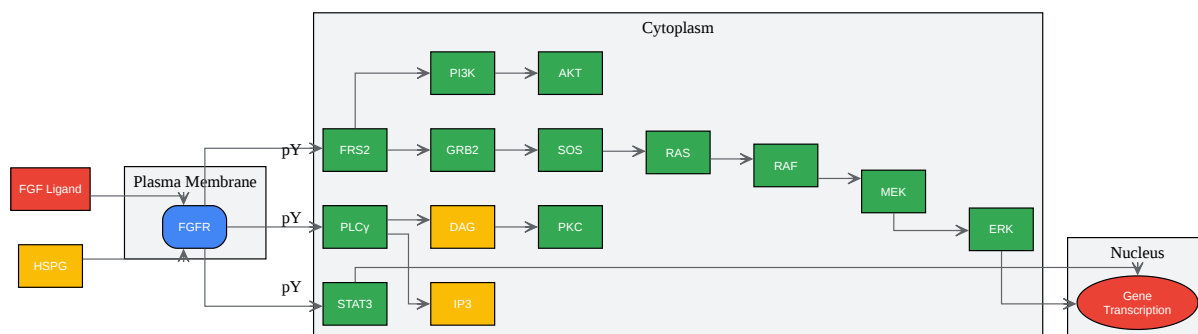 Cytoplasm
PI3K
AKT
pY
FRS2
GRB2
SOS
RAS
RAF
MEK
FGF Ligand
Plasma Membrane
FGFR
pY
PLCγ
DAG
PKC
ERK
HSPG
pY
STAT3
IP3
Nucleus
Gene
Transcription